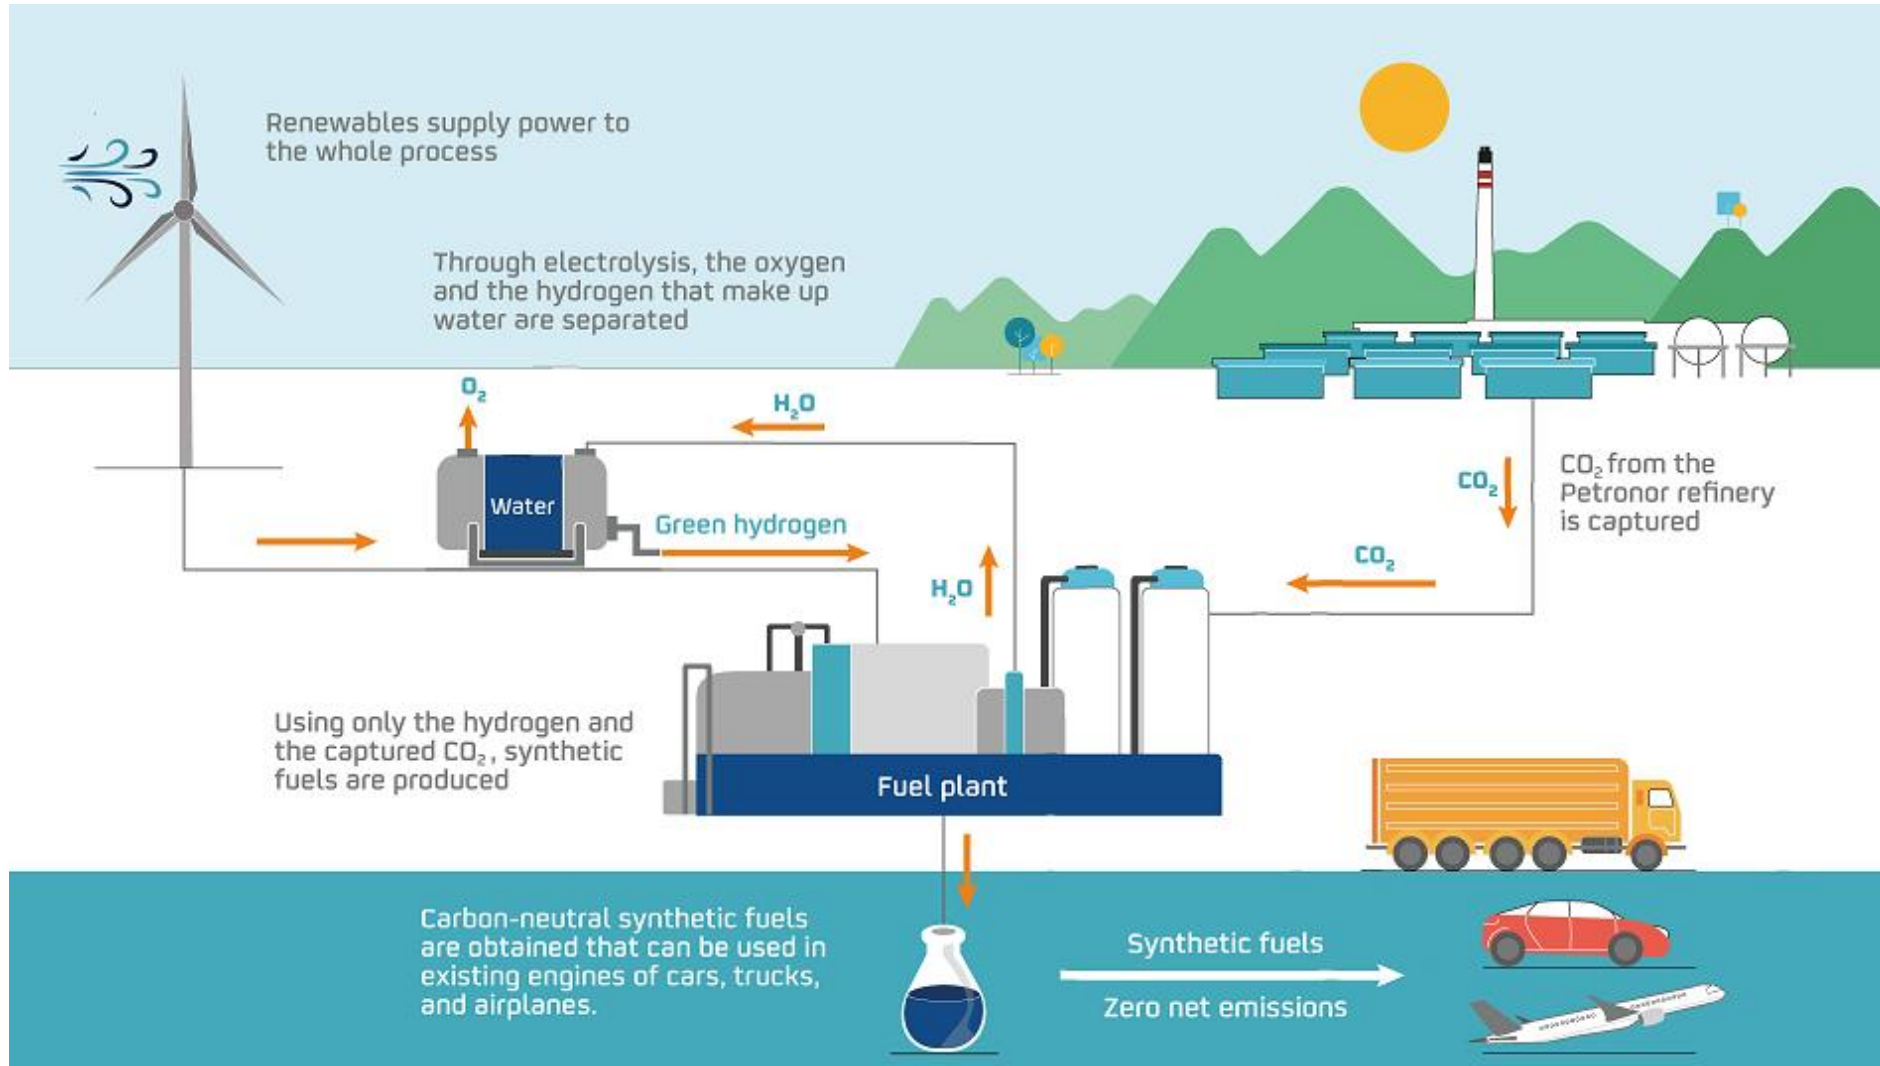 Renewables supply power to
the whole process
Through electrolysis, the oxygen
and the hydrogen that make up
water are separated
O₂
H₂O
Water
Green hydrogen
H₂O
CO₂
CO₂ from the
Petronor refinery
is captured
CO₂
Using only the hydrogen and
the captured CO₂, synthetic
fuels are produced
Fuel plant
Carbon-neutral synthetic fuels
are obtained that can be used in
existing engines of cars, trucks,
and airplanes.
Synthetic fuels
Zero net emissions